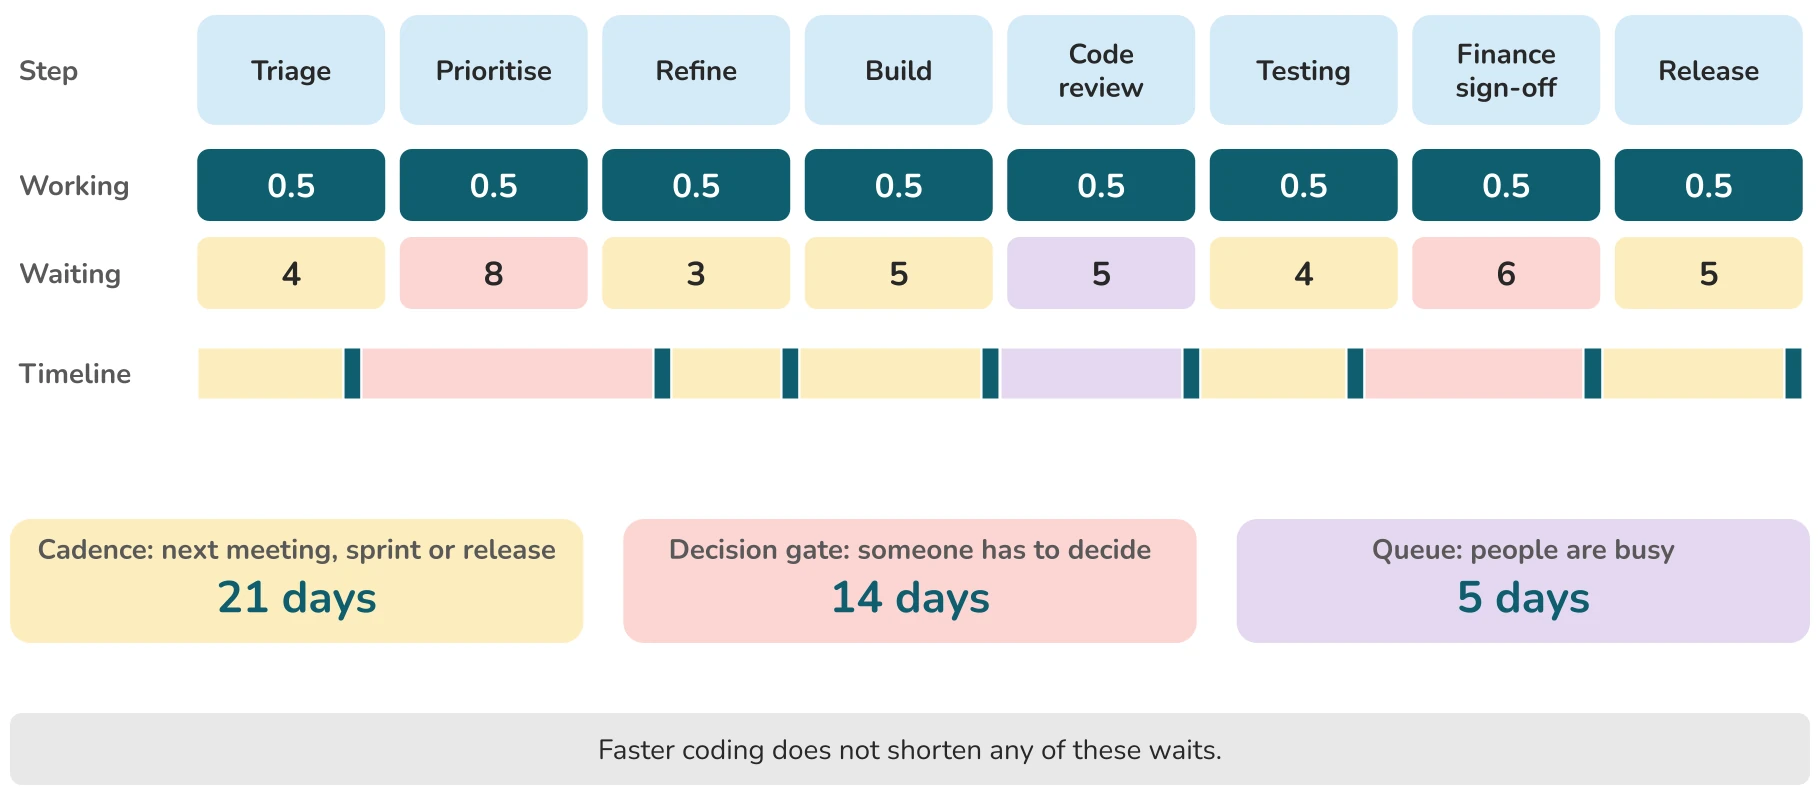 Step
Triage
Prioritise
Refine
Build
Code
review
Testing
Finance
sign-off
Release
Working
0.5
0.5
0.5
0.5
0.5
0.5
0.5
0.5
Waiting
4
8
3
5
5
4
6
5
Timeline
Cadence: next meeting, sprint or release
21 days
Decision gate: someone has to decide
14 days
Queue: people are busy
5 days
Faster coding does not shorten any of these waits.